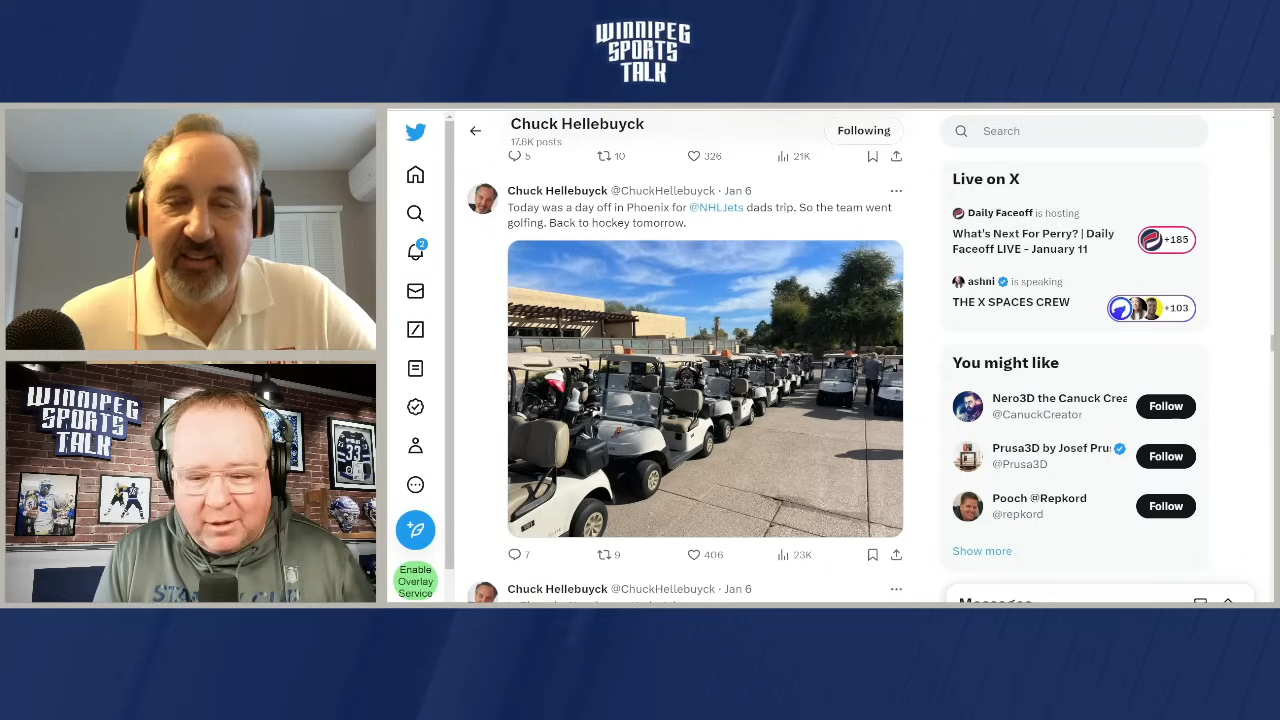 WINNIPEG
SPORTS
TALK
WINNIPEG
SPORTS
TALK
33
5
Chuck Hellebuyck
17.6K posts
Following
5
10
326
21K
Chuck Hellebuyck @ChuckHellebuyck · Jan 6
Today was a day off in Phoenix for @NHLJets dads trip. So the team went
golfing. Back to hockey tomorrow.
7
9
406
23K
Chuck Hellebuyck @ChuckHellebuyck · Jan 6
2
Enable
Overlay
Service
Search
Live on X
Daily Faceoff is hosting
What's Next For Perry? | Daily
Faceoff LIVE - January 11
+185
ashni is speaking
THE X SPACES CREW
+103
You might like
Nero3D the Canuck Crea
@CanuckCreator
Follow
Prusa3D by Josef Prus
@Prusa3D
Follow
Pooch @Repkord
@repkord
Follow
Show more
Messages